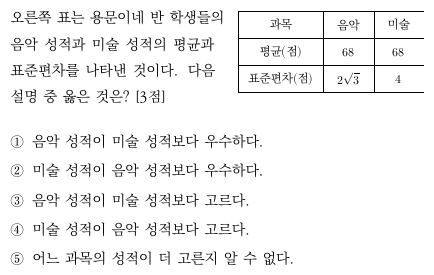 오른쪽 표는 용문이네 반 학생들의
음악 성적과 미술 성적의 평균과
표준편차를 나타낸 것이다. 다음
설명 중 옳은 것은? [3점]
과목 음악 미술
평균(점) 68 68
표준편차(점) 2√3 4
① 음악 성적이 미술 성적보다 우수하다.
② 미술 성적이 음악 성적보다 우수하다.
③ 음악 성적이 미술 성적보다 고르다.
④ 미술 성적이 음악 성적보다 고르다.
⑤ 어느 과목의 성적이 더 고른지 알 수 없다.